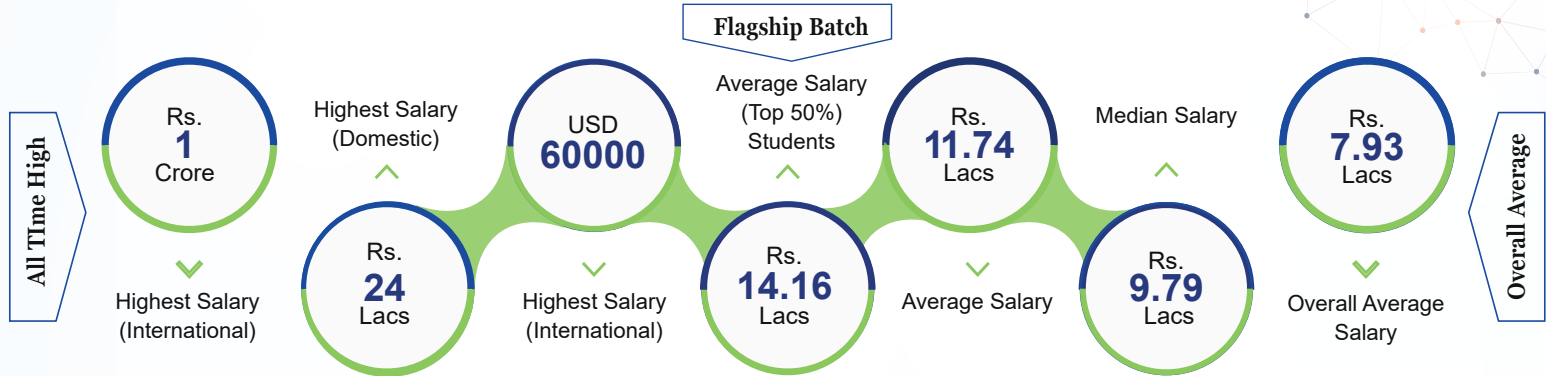 Flagship Batch
All TIme High
Rs.
1
Crore
Highest Salary
(International)
Highest Salary
(Domestic)
Rs.
24
Lacs
USD
60000
Highest Salary
(International)
Average Salary
(Top 50%)
Students
Rs.
14.16
Lacs
Rs.
11.74
Lacs
Average Salary
Median Salary
Rs.
9.79
Lacs
Rs.
7.93
Lacs
Overall Average
Salary
Overall Average